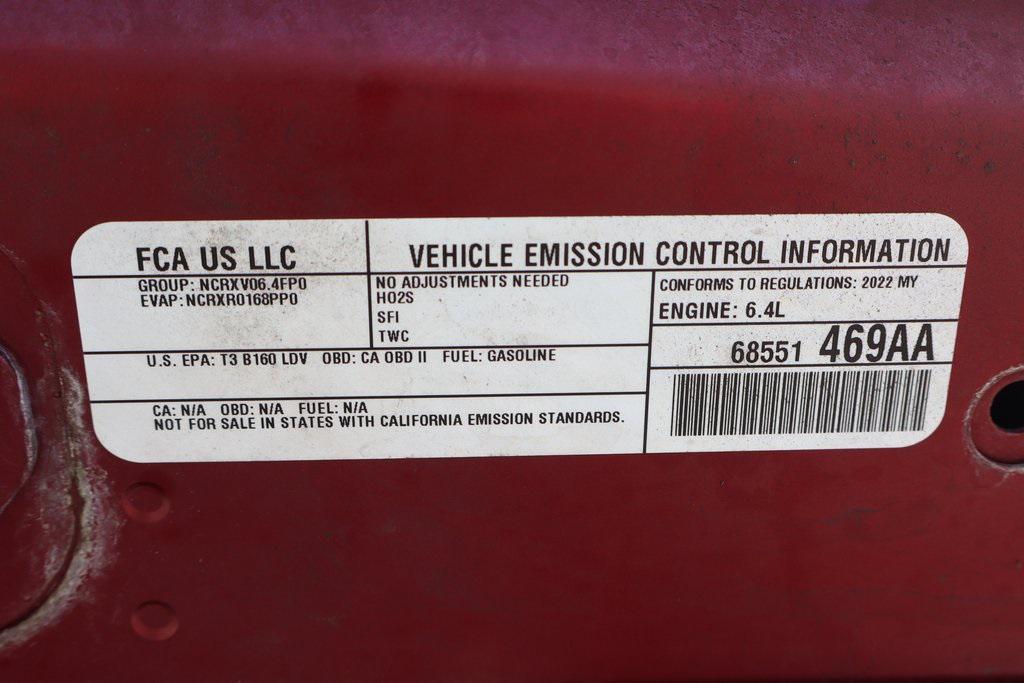 FCA US LLC
VEHICLE EMISSION CONTROL INFORMATION
GROUP: NCRXV06.4FP0
EVAP: NCRXR0168PP0
NO ADJUSTMENTS NEEDED
HO2S
SFI
TWC
CONFORMS TO REGULATIONS: 2022 MY
ENGINE: 6.4L
68551 469AA
U.S. EPA: T3 B160 LDV OBD: CA OBD II FUEL: GASOLINE
CA: N/A OBD: N/A FUEL: N/A
NOT FOR SALE IN STATES WITH CALIFORNIA EMISSION STANDARDS.